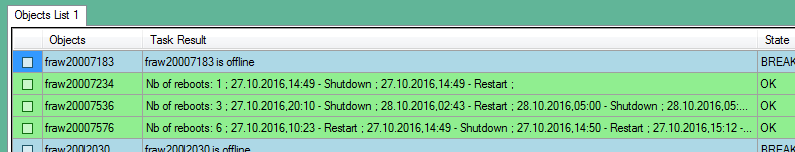 Objects List 1
Objects Task Result State
fraw20007183 fraw20007183 is offline BREAK
fraw20007234 Nb of reboots: 1 ; 27.10.2016,14:49 - Shutdown ; 27.10.2016,14:49 - Restart ; OK
fraw20007536 Nb of reboots: 3 ; 27.10.2016,20:10 - Shutdown ; 28.10.2016,02:43 - Restart ; 28.10.2016,05:00 - Shutdown ; 28.10.2016,05:... OK
fraw20007576 Nb of reboots: 6 ; 27.10.2016,10:23 - Restart ; 27.10.2016,14:49 - Shutdown ; 27.10.2016,14:50 - Restart ; 27.10.2016,15:12 -... OK
is offline BREAK